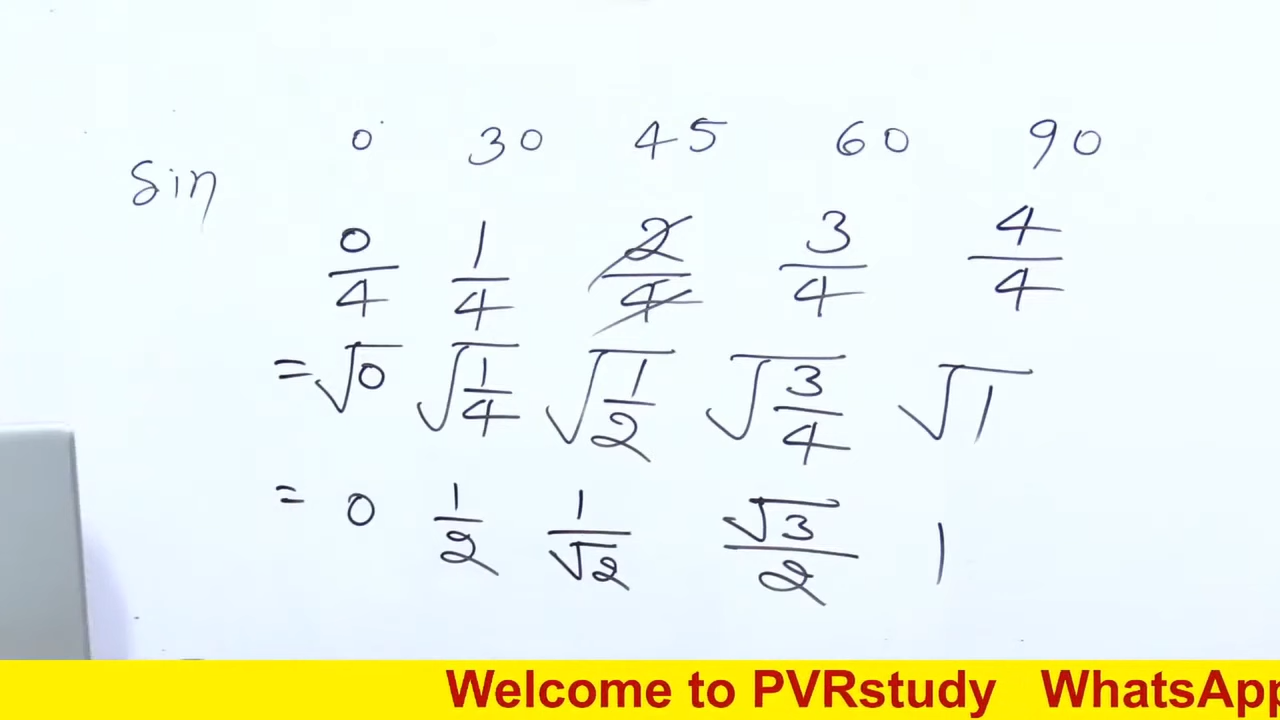 0 30 45 60 90
Sin
0/4 1/4 2/4 3/4 4/4
= √0 √1/4 √1/2 √3/4 √1
= 0 1/2 1/√2 √3/2 1
Welcome to PVRstudy WhatsApp